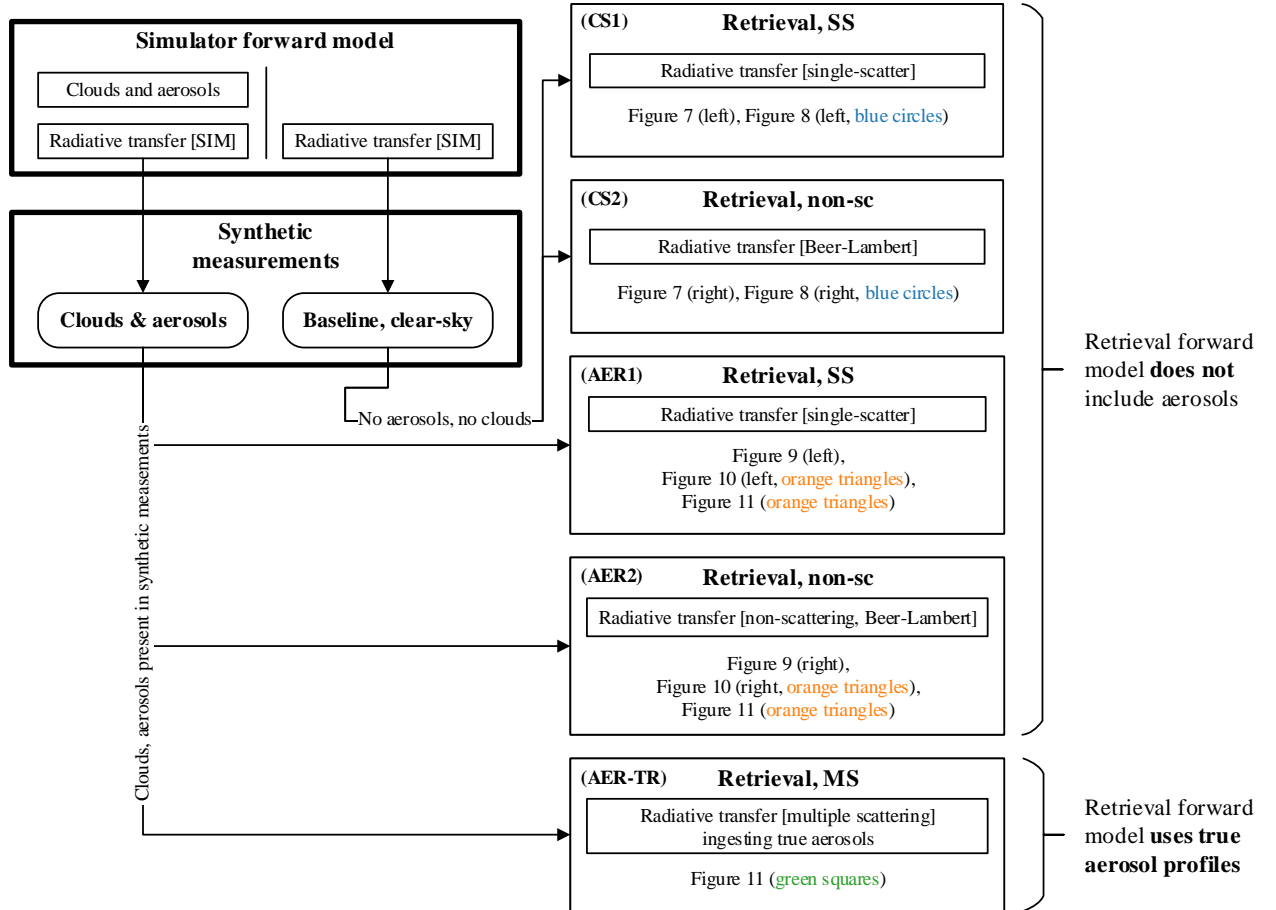 Simulator forward model
Clouds and aerosols
Radiative transfer [SIM]
Radiative transfer [SIM]
Synthetic
measurements
Clouds & aerosols
Baseline, clear-sky
No aerosols, no clouds
Clouds, aerosols present in synthetic measements
(CS1)
Retrieval, SS
Radiative transfer [single-scatter]
Figure 7 (left), Figure 8 (left, blue circles)
(CS2)
Retrieval, non-sc
Radiative transfer [Beer-Lambert]
Figure 7 (right), Figure 8 (right, blue circles)
(AER1)
Retrieval, SS
Radiative transfer [single-scatter]
Figure 9 (left),
Figure 10 (left, orange triangles),
Figure 11 (orange triangles)
(AER2)
Retrieval, non-sc
Radiative transfer [non-scattering, Beer-Lambert]
Figure 9 (right),
Figure 10 (right, orange triangles),
Figure 11 (orange triangles)
(AER-TR)
Retrieval, MS
Radiative transfer [multiple scattering]
ingesting true aerosols
Figure 11 (green squares)
Retrieval forward
model does not
include aerosols
Retrieval forward
model uses true
aerosol profiles